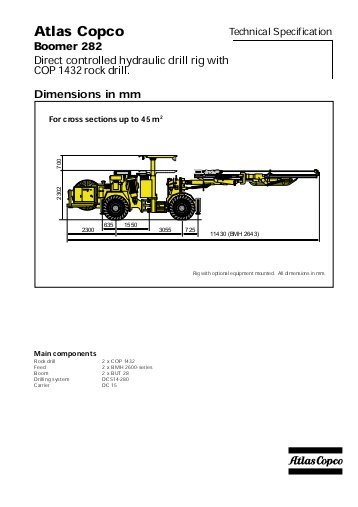 Atlas Copco
Technical Specification
Boomer 282
Direct controlled hydraulic drill rig with
COP 1432 rock drill.
Dimensions in mm
For cross sections up to 45 m²
700
2302
635 1550
2300 3055 725
11430 (BMH 2643)
Rig with optional equipment mounted. All dimensions in mm
Main components
Rock drill 2 x COP 1432
Feed 2 x BMH 2600-series
Boom 2 x BUT 28
Drilling system DCS14-280
Carrier DC 15
Atlas Copco